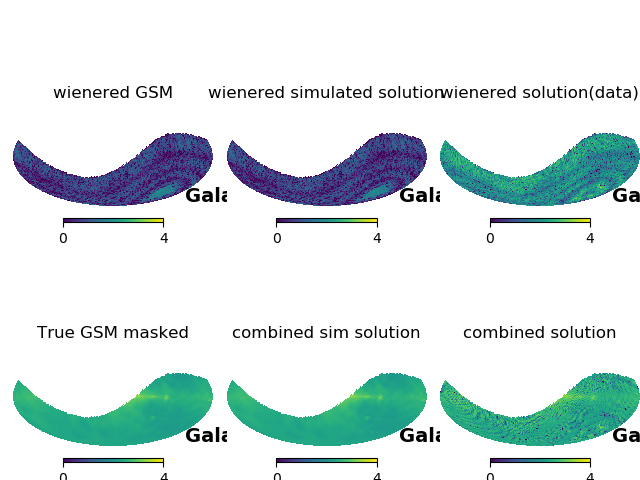 wienered GSM
wienered simulated solution
wienered solution(data)
Gala
Gala
Ga
0 4
0 4
0 4
True GSM masked
combined sim solution
combined solution
Gala
Gala
Ga
0 4
0 4
0 4